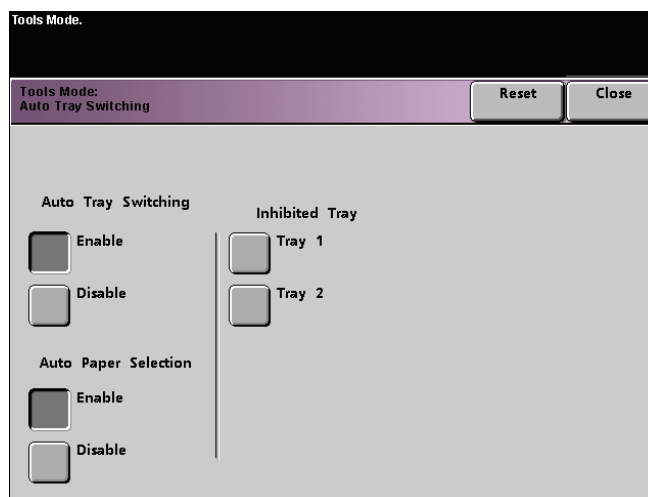 Tools Mode.
Tools Mode:
Auto Tray Switching
Reset
Close
Auto Tray Switching
Enable
Disable
Auto Paper Selection
Enable
Disable
Inhibited Tray
Tray 1
Tray 2